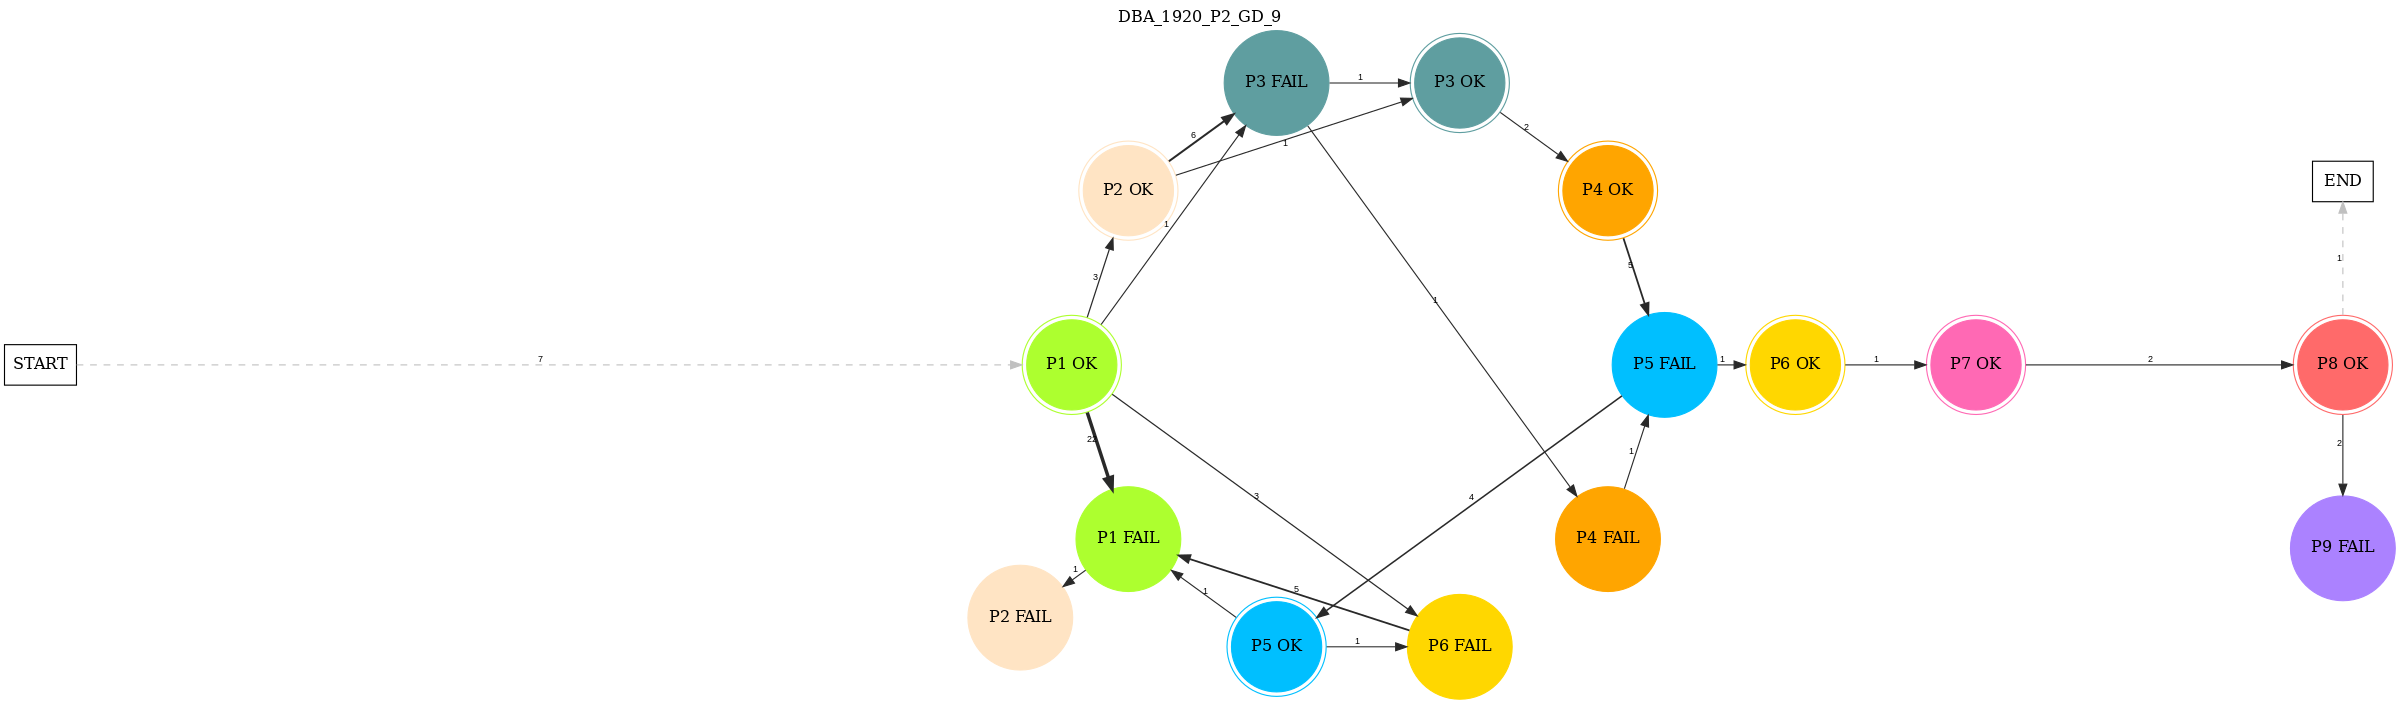 DBA_1920_P2_GD_9
P3 FAIL
1
P3 OK
6
1
2
P2 OK
P4 OK
END
1
3
5
1
1
START
7
P1 OK
P5 FAIL
1
P6 OK
1
P7 OK
2
P8 OK
22
3
4
1
2
P1 FAIL
P4 FAIL
P9 FAIL
1
P2 FAIL
1
5
P5 OK
1
P6 FAIL